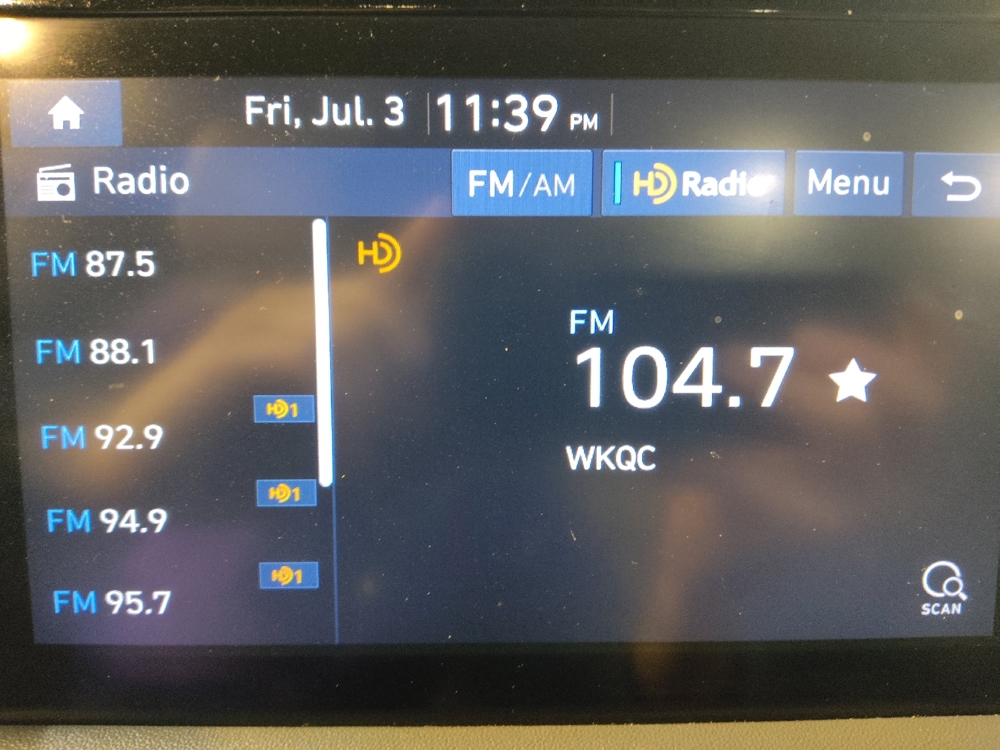 Fri, Jul. 3 11:39 PM
Radio FM/AM HD Radio Menu
FM 87.5
HD
FM 88.1
FM 92.9 HD1
FM 94.9 HD1
FM 95.7 HD1
FM
104.7
WKQC
SCAN